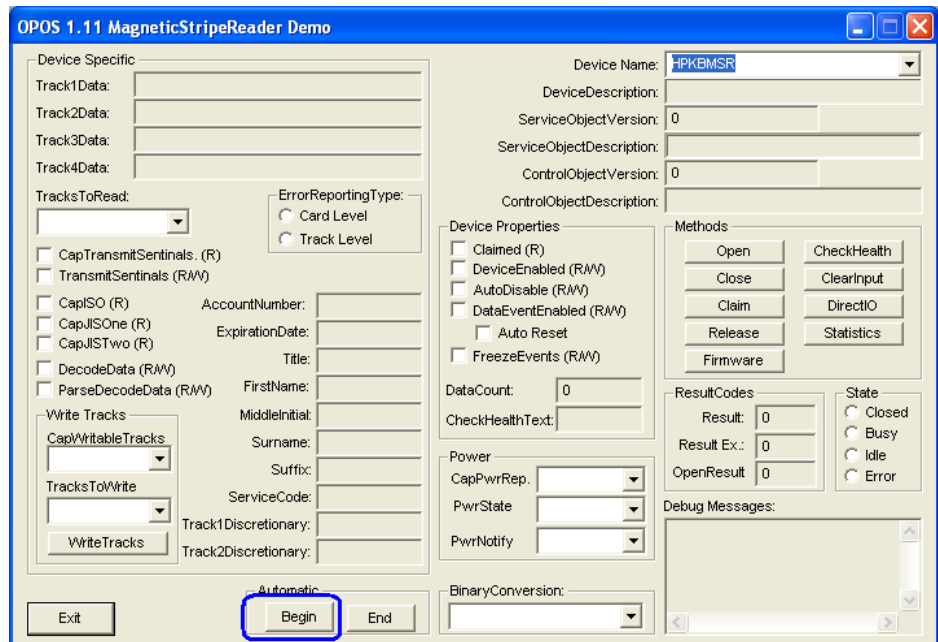 OPOS 1.11 MagneticStripeReader Demo
Device Specific
Track1Data:
Track2Data:
Track3Data:
Track4Data:
TracksToRead:
ErrorReportingType:
Card Level
Track Level
CapTransmitSentinals. (R)
TransmitSentinals (R/W)
CapISO (R)
CapJISOne (R)
CapJISTwo (R)
DecodeData (R/W)
ParseDecodeData (R/W)
Write Tracks
CapWritableTracks
TracksToWrite
WriteTracks
AccountNumber:
ExpirationDate:
Title:
FirstName:
MiddleInitial:
Surname:
Suffix:
ServiceCode:
Track1Discretionary:
Track2Discretionary:
Exit
Automatic
Begin
End
Device Name: HPKBMSR
DeviceDescription:
ServiceObjectVersion: 0
ServiceObjectDescription:
ControlObjectVersion: 0
ControlObjectDescription:
Device Properties
Claimed (R)
DeviceEnabled (R/W)
AutoDisable (R/W)
DataEventEnabled (R/W)
Auto Reset
FreezeEvents (R/W)
DataCount: 0
CheckHealthText:
Power
CapPwrRep.
PwrState
PwrNotify
BinaryConversion:
Methods
Open
CheckHealth
Close
ClearInput
Claim
DirectIO
Release
Statistics
Firmware
ResultCodes
Result: 0
Result Ex.: 0
OpenResult 0
State
Closed
Busy
Idle
Error
Debug Messages: